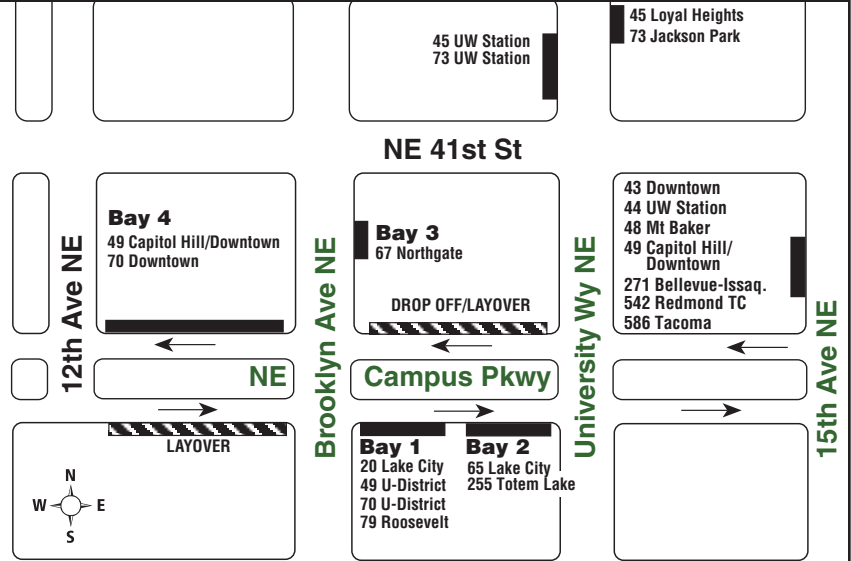 45 UW Station
73 UW Station
45 Loyal Heights
73 Jackson Park
NE 41st St
12th Ave NE
Bay 4
49 Capitol Hill/Downtown
70 Downtown
Brooklyn Ave NE
Bay 3
67 Northgate
DROP OFF/LAYOVER
University Wy NE
43 Downtown
44 UW Station
48 Mt Baker
49 Capitol Hill/
Downtown
271 Bellevue-Issaq.
542 Redmond TC
586 Tacoma
15th Ave NE
NE Campus Pkwy
LAYOVER
N
W E
S
Bay 1
20 Lake City
49 U-District
70 U-District
79 Roosevelt
Bay 2
65 Lake City
255 Totem Lake